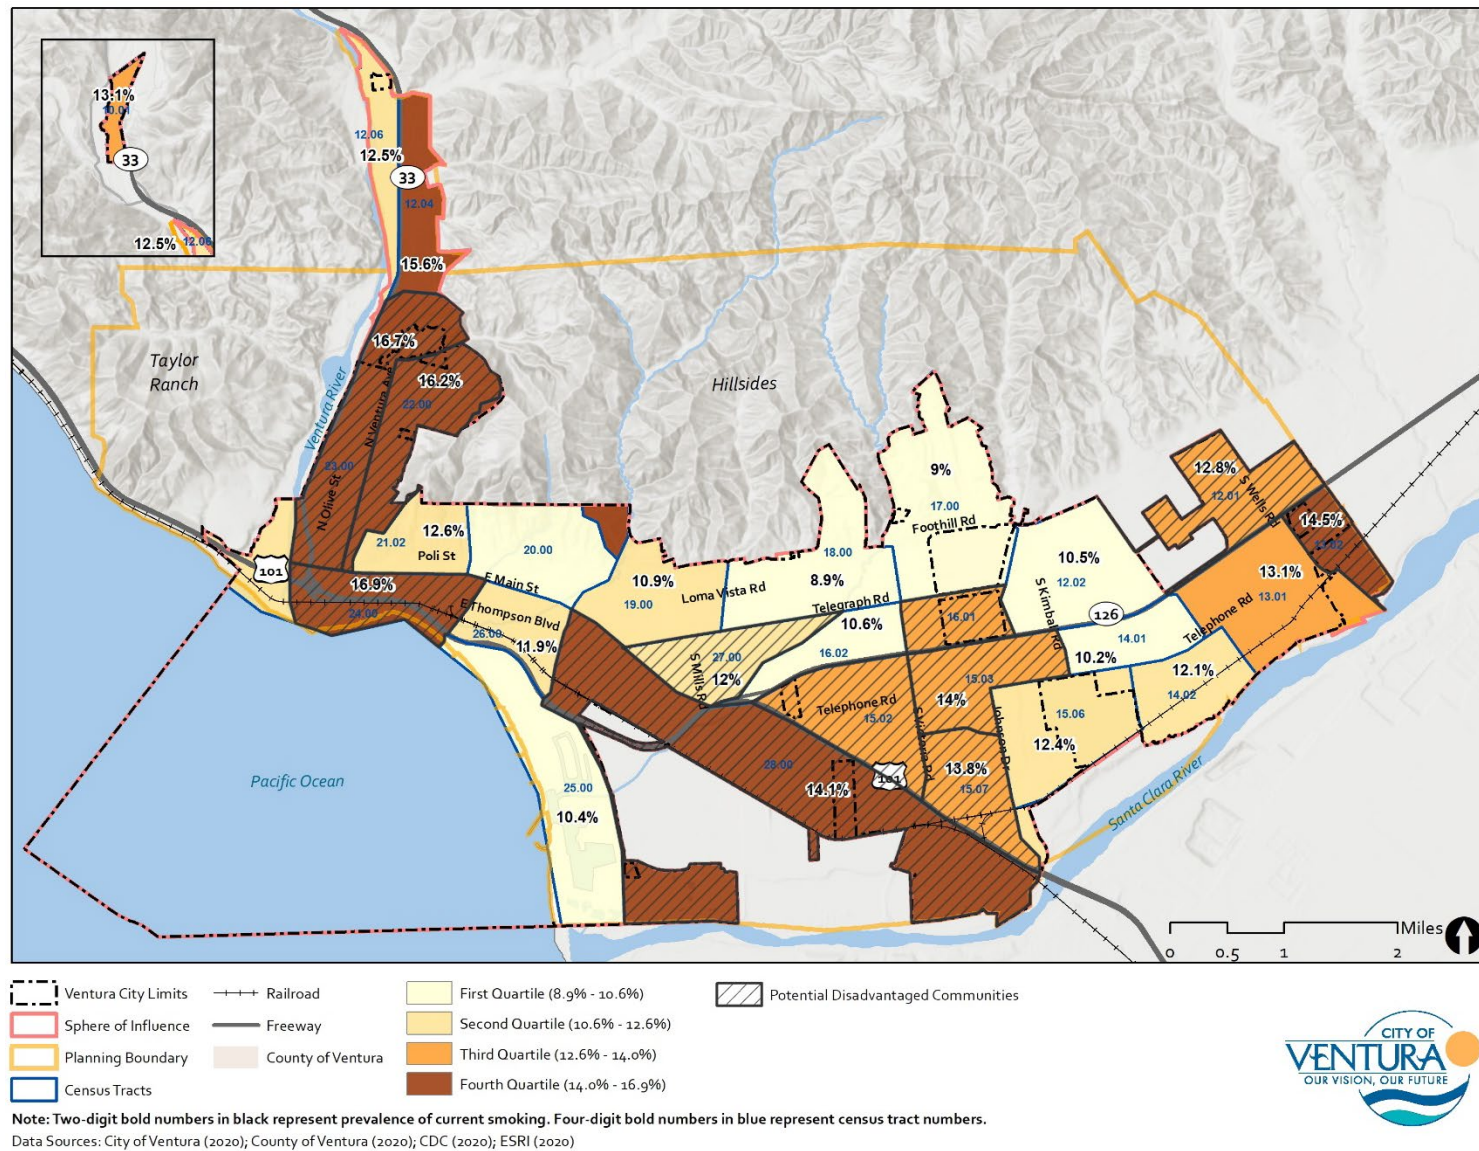 13.1%
10.01
33
12.5%
12.06
12.06
12.5%
33
12.04
15.6%
16.7%
16.2%
22.00
Taylor
Ranch
Ventura River
N Ventura Ave
Hillsides
23.00
N Olive St
9%
17.00
Foothill Rd
12.8%
12.01
S Wells Rd
14.5%
12.6%
21.02
Poli St
20.00
18.00
10.5%
12.02
101
16.9%
24.00
E Main St
10.9%
19.00
Loma Vista Rd
8.9%
Telegraph Rd
16.01
S Kimball Rd
126
13.1%
13.01
Telephone Rd
E Thompson Blvd
26.00
11.9%
10.6%
16.02
14.01
10.2%
27.00
12%
S Mills Rd
12.1%
14.02
Telephone Rd
15.02
15.03
14%
S Victoria Rd
Johnson Dr
15.06
12.4%
13.8%
15.07
101
28.00
14.1%
Pacific Ocean
25.00
10.4%
Santa Clara River
Miles
0 0.5 1 2
Ventura City Limits
Sphere of Influence
Planning Boundary
Census Tracts
Railroad
Freeway
County of Ventura
First Quartile (8.9% - 10.6%)
Second Quartile (10.6% - 12.6%)
Third Quartile (12.6% - 14.0%)
Fourth Quartile (14.0% - 16.9%)
Potential Disadvantaged Communities
CITY OF
VENTURA
OUR VISION, OUR FUTURE
Note: Two-digit bold numbers in black represent prevalence of current smoking. Four-digit bold numbers in blue represent census tract numbers.
Data Sources: City of Ventura (2020); County of Ventura (2020); CDC (2020); ESRI (2020)